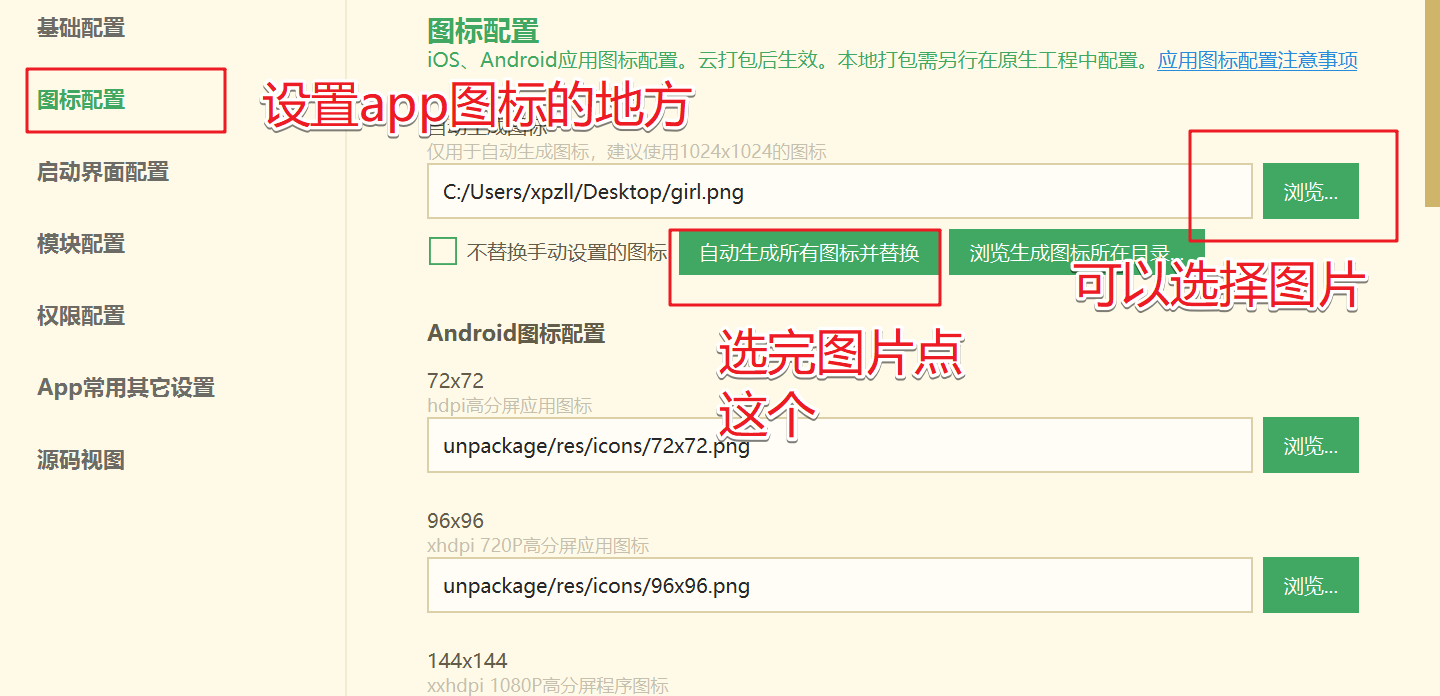 基础配置
图标配置
启动界面配置
模块配置
权限配置
App常用其它设置
源码视图
图标配置
iOS、Android应用图标配置。云打包后生效。本地打包需另行在原生工程中配置。应用图标配置注意事项
设置app图标的地方
自动生成图标
仅用于自动生成图标，建议使用1024x1024的图标
C:/Users/xpzll/Desktop/girl.png
浏览...
不替换手动设置的图标
自动生成所有图标并替换
浏览生成图标所在目录...
可以选择图片
选完图片点
这个
Android图标配置
72x72
hdpi高分屏应用图标
unpackage/res/icons/72x72.png
浏览...
96x96
xhdpi 720P高分屏应用图标
unpackage/res/icons/96x96.png
浏览...
144x144
xxhdpi 1080P高分屏程序图标